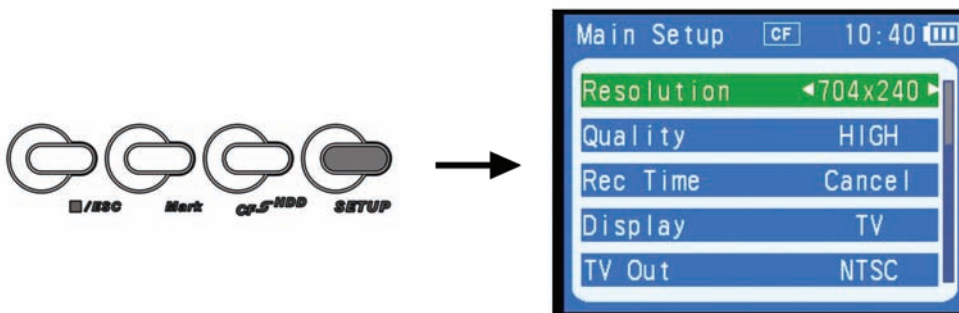 ■/ESC Mark CF⇆HDD SETUP
Main Setup CF 10:40
Resolution ◀704x240▶
Quality HIGH
Rec Time Cancel
Display TV
TV Out NTSC